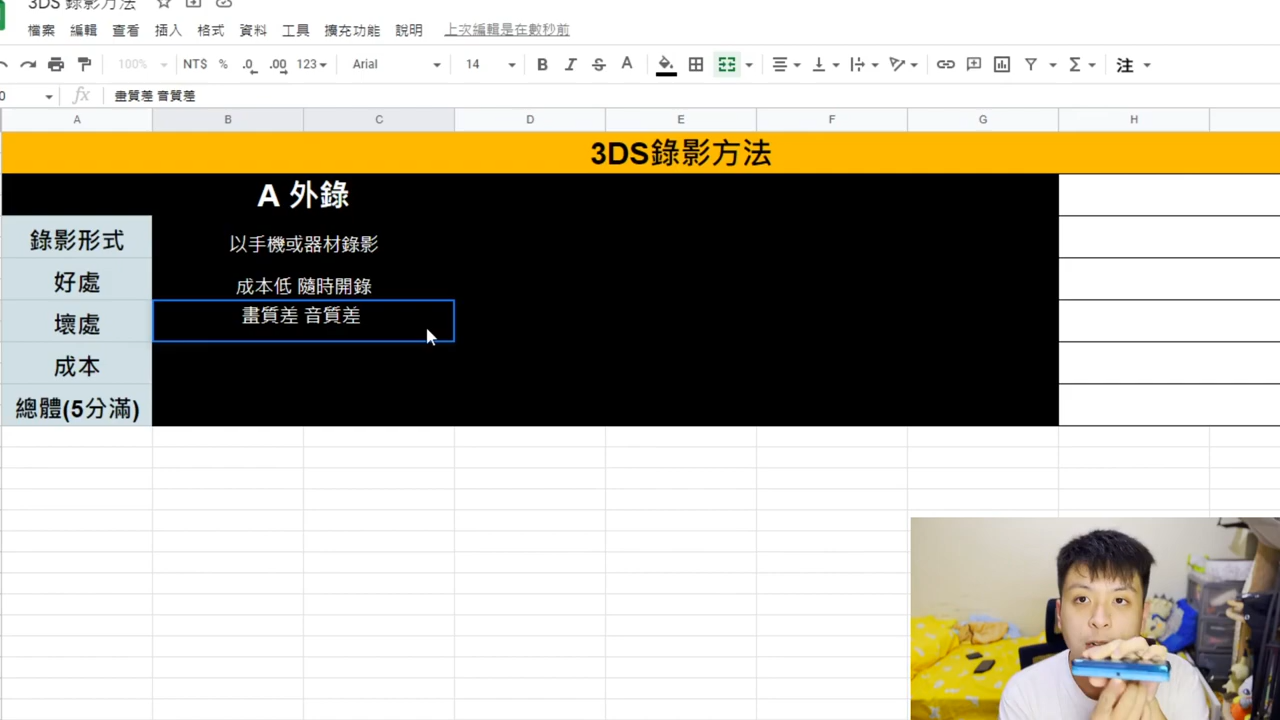 3DS 錄影方法
檔案 編輯 查看 插入 格式 資料 工具 擴充功能 說明 上次編輯是在數秒前
100% NT$ % .0 .00 123 Arial 14 B I S A 注
fx 畫質差 音質差
A B C D E F G H
3DS錄影方法
A 外錄
錄影形式 以手機或器材錄影
好處 成本低 隨時開錄
壞處 畫質差 音質差
成本
總體(5分滿)